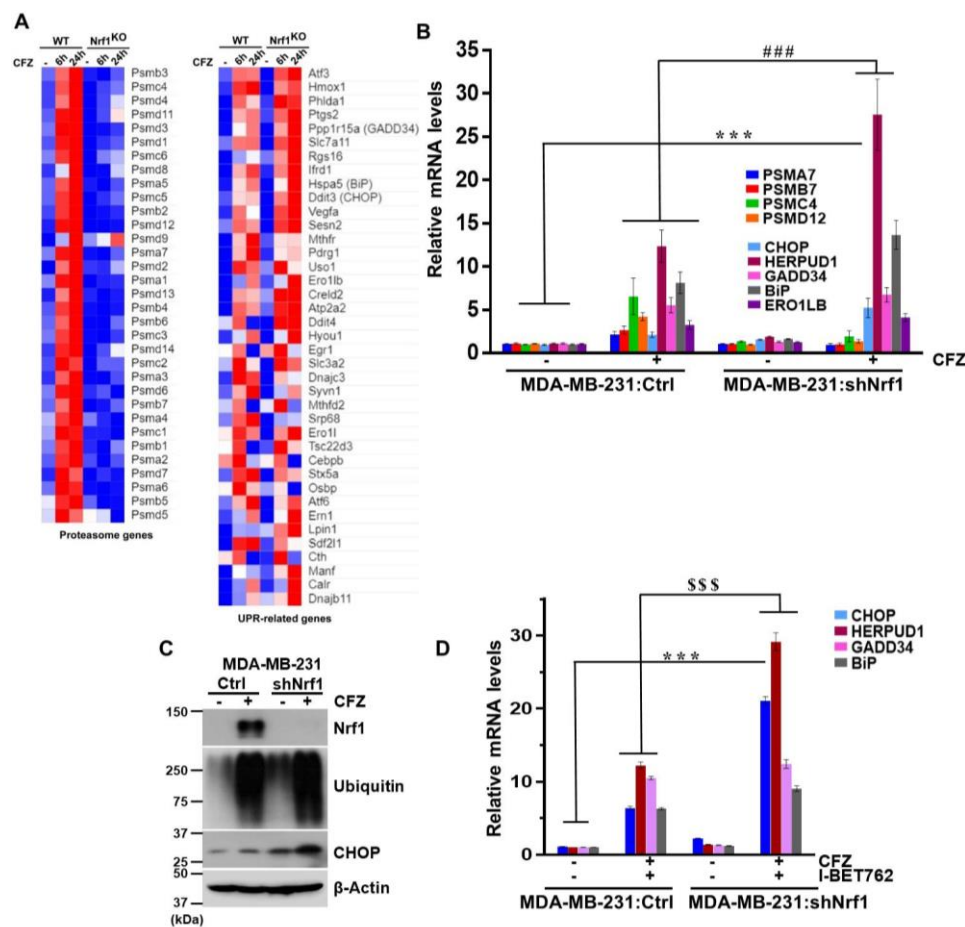 A
WT Nrf1KO
CFZ - 6h 24h - 6h 24h
Psmb3
Psmc4
Psmd4
Psmd11
Psmd3
Psmd1
Psmc6
Psmd8
Psma5
Psmc5
Psmb2
Psmd12
Psmd9
Psma7
Psmd2
Psma1
Psmd13
Psmb4
Psmb6
Psmc3
Psmd14
Psmc2
Psma3
Psmd6
Psmb7
Psma4
Psmc1
Psmb1
Psma2
Psmd7
Psma6
Psmb5
Psmd5
Proteasome genes
WT Nrf1KO
CFZ - 6h 24h - 6h 24h
Atf3
Hmox1
Phlda1
Ptgs2
Ppp1r15a (GADD34)
Slc7a11
Rgs16
Ifrd1
Hspa5 (BiP)
Ddit3 (CHOP)
Vegfa
Sesn2
Mthfr
Pdrg1
Uso1
Ero1lb
Creld2
Atp2a2
Ddit4
Hyou1
Egr1
Slc3a2
Dnajc3
Syvn1
Mthfd2
Srp68
Ero1l
Tsc22d3
Cebpb
Stx5a
Osbp
Atf6
Ern1
Lpin1
Sdf2l1
Cth
Manf
Calr
Dnajb11
UPR-related genes
B
Relative mRNA levels
35
30
25
20
15
10
5
0
###
***
PSMA7
PSMB7
PSMC4
PSMD12
CHOP
HERPUD1
GADD34
BiP
ERO1LB
- + - + CFZ
MDA-MB-231:Ctrl MDA-MB-231:shNrf1
C
MDA-MB-231
Ctrl shNrf1
- + - + CFZ
150
Nrf1
250
Ubiquitin
75
37
CHOP
25
50
β-Actin
37
(kDa)
D
Relative mRNA levels
30
20
10
0
$$$
***
CHOP
HERPUD1
GADD34
BiP
- + - + CFZ
- + - + I-BET762
MDA-MB-231:Ctrl MDA-MB-231:shNrf1